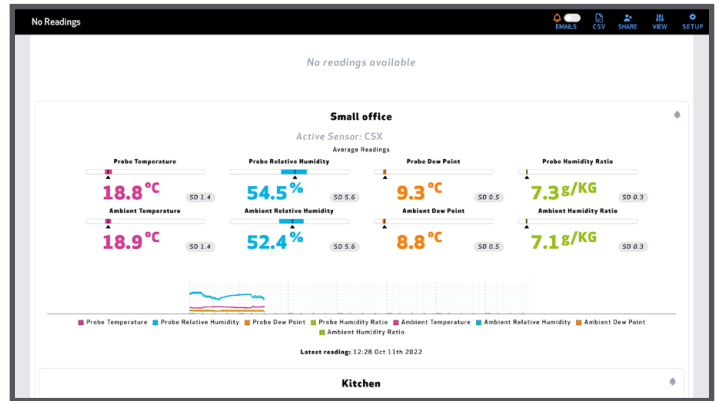 No Readings
EMAILS CSV SHARE VIEW SETUP
No readings available
Small office
Active Sensor: CSX
Average Readings
Probe Temperature Probe Relative Humidity Probe Dew Point Probe Humidity Ratio
18.8°C SD 1.4 54.5% SD 5.6 9.3°C SD 0.5 7.3g/KG SD 0.3
Ambient Temperature Ambient Relative Humidity Ambient Dew Point Ambient Humidity Ratio
18.9°C SD 1.4 52.4% SD 5.6 8.8°C SD 0.5 7.1g/KG SD 0.3
Probe Temperature Probe Relative Humidity Probe Dew Point Probe Humidity Ratio Ambient Temperature Ambient Relative Humidity Ambient Dew Point
Ambient Humidity Ratio
Latest reading: 12:28 Oct 11th 2022
Kitchen